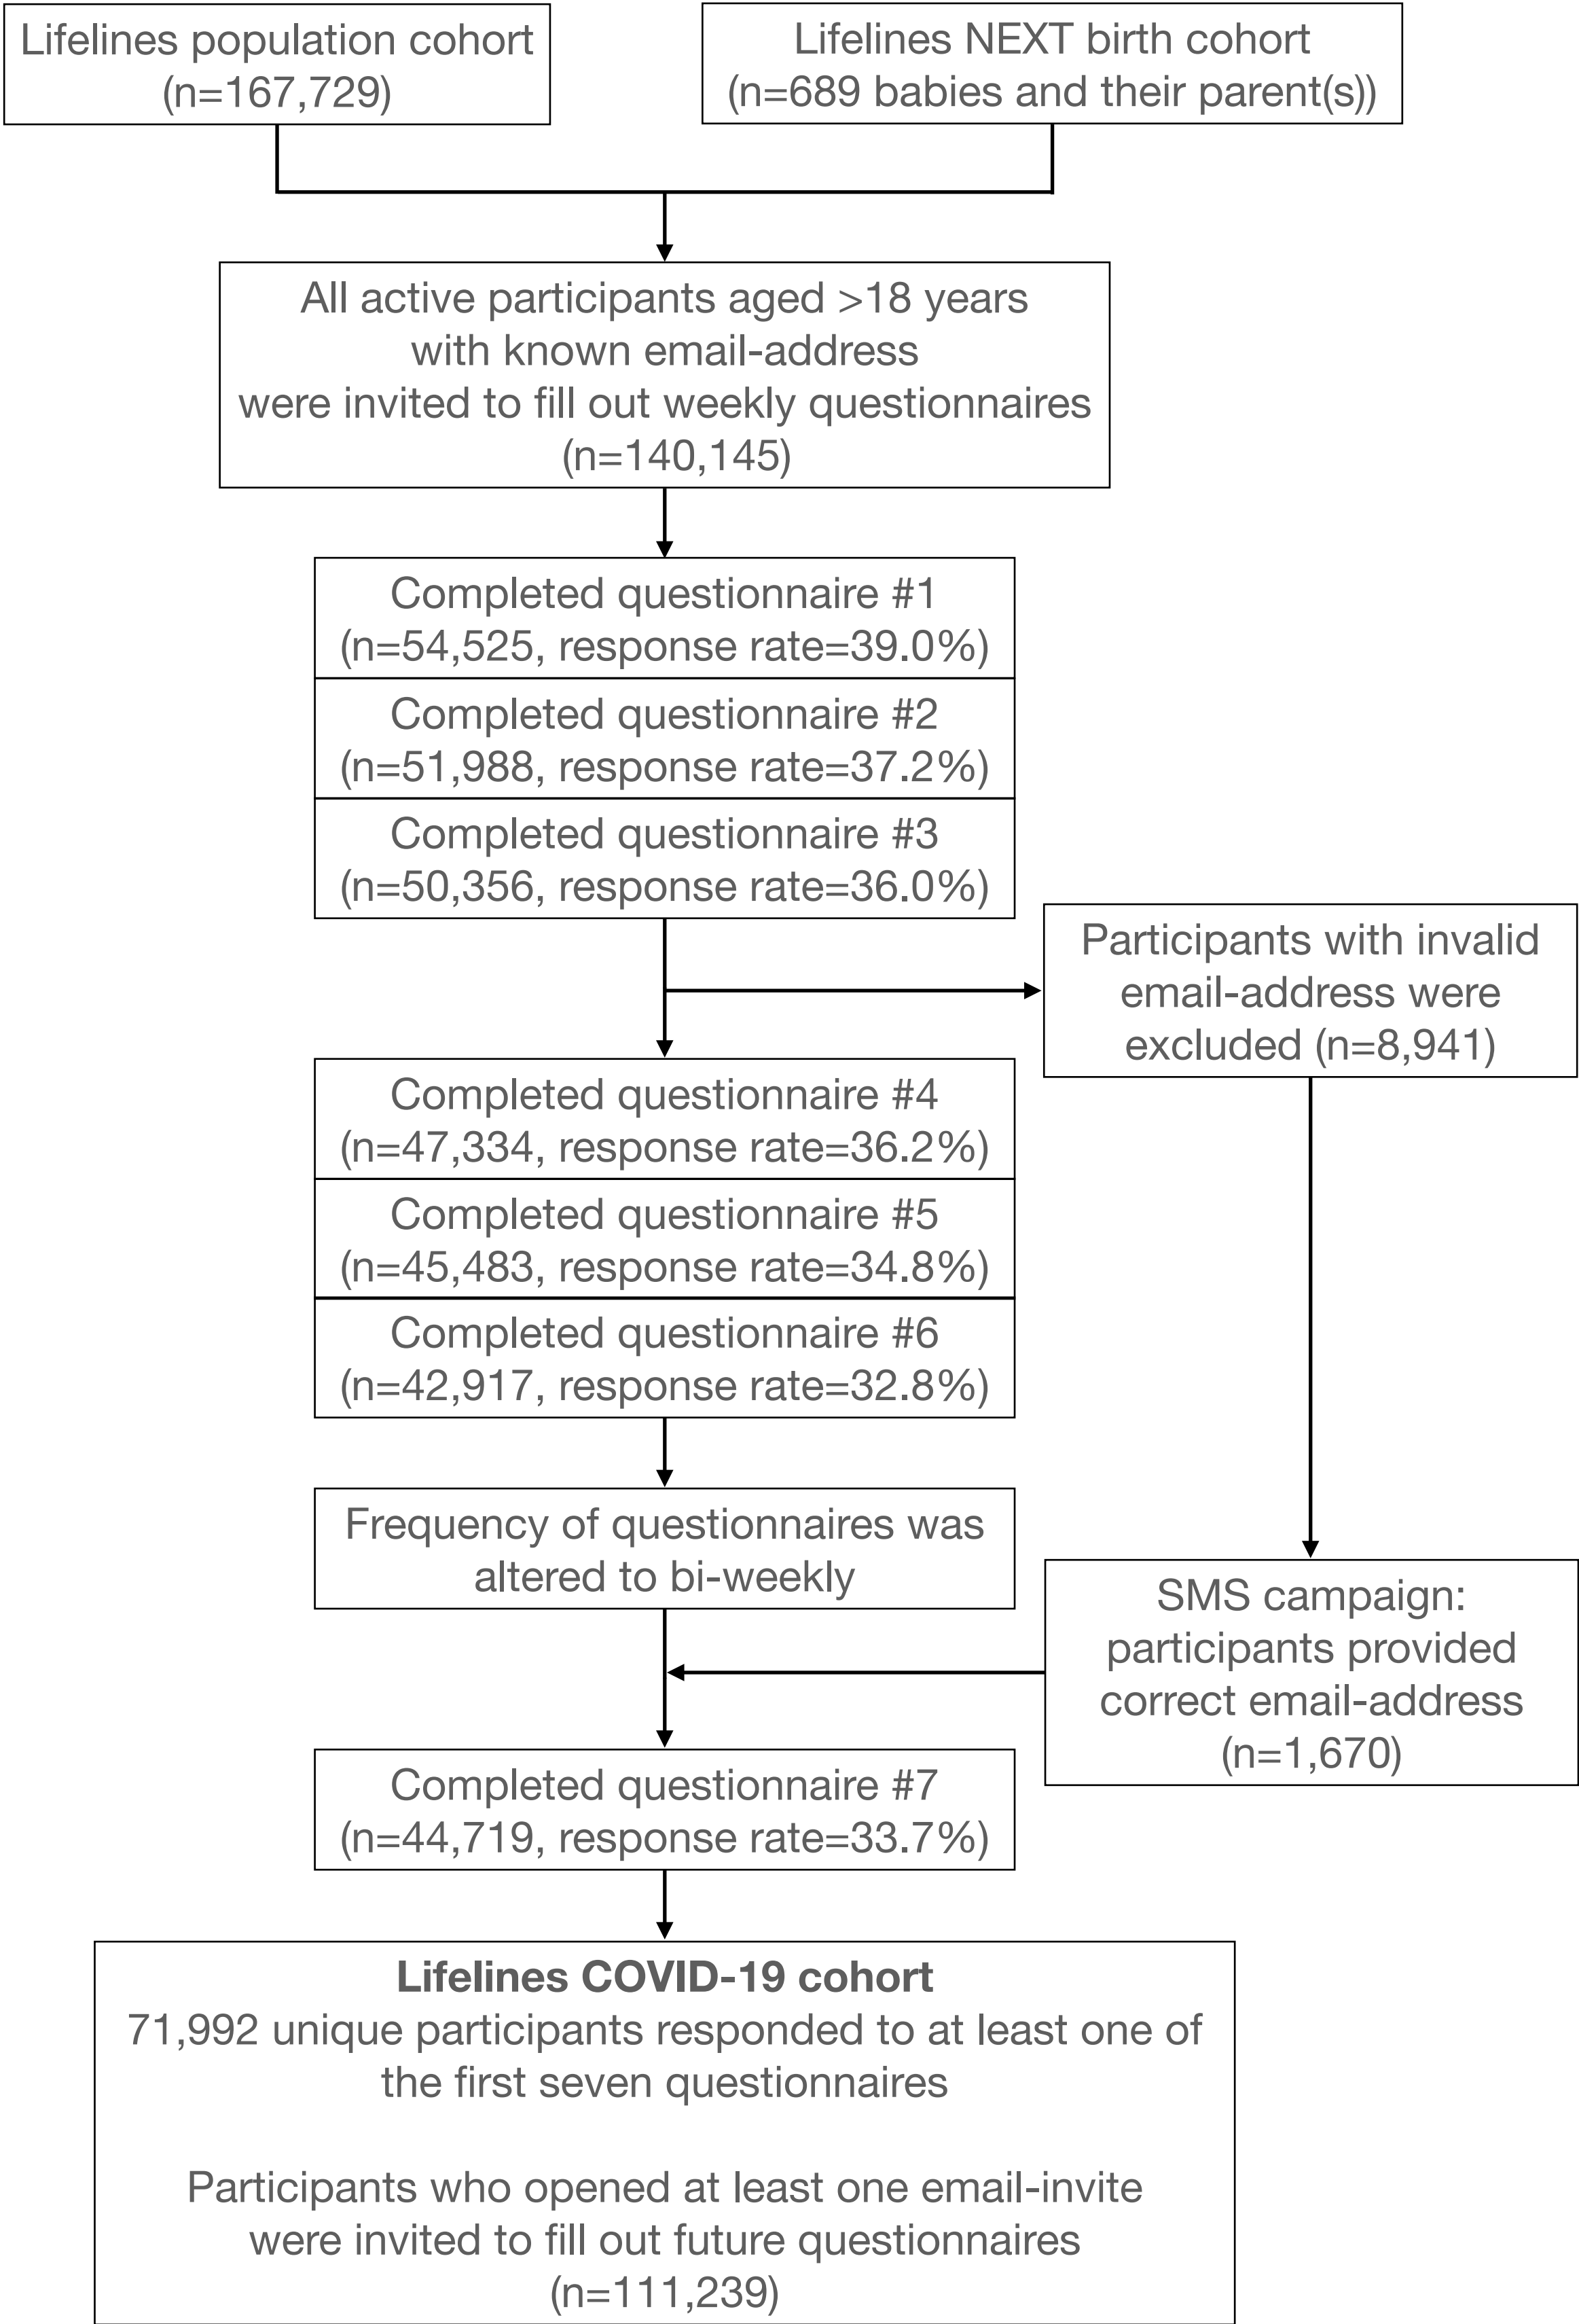 Lifelines population cohort
(n=167,729)
Lifelines NEXT birth cohort
(n=689 babies and their parent(s))
All active participants aged >18 years
with known email-address
were invited to fill out weekly questionnaires
(n=140,145)
Completed questionnaire #1
(n=54,525, response rate=39.0%)
Completed questionnaire #2
(n=51,988, response rate=37.2%)
Completed questionnaire #3
(n=50,356, response rate=36.0%)
Participants with invalid
email-address were
excluded (n=8,941)
Completed questionnaire #4
(n=47,334, response rate=36.2%)
Completed questionnaire #5
(n=45,483, response rate=34.8%)
Completed questionnaire #6
(n=42,917, response rate=32.8%)
Frequency of questionnaires was
altered to bi-weekly
SMS campaign:
participants provided
correct email-address
(n=1,670)
Completed questionnaire #7
(n=44,719, response rate=33.7%)
Lifelines COVID-19 cohort
71,992 unique participants responded to at least one of
the first seven questionnaires
Participants who opened at least one email-invite
were invited to fill out future questionnaires
(n=111,239)